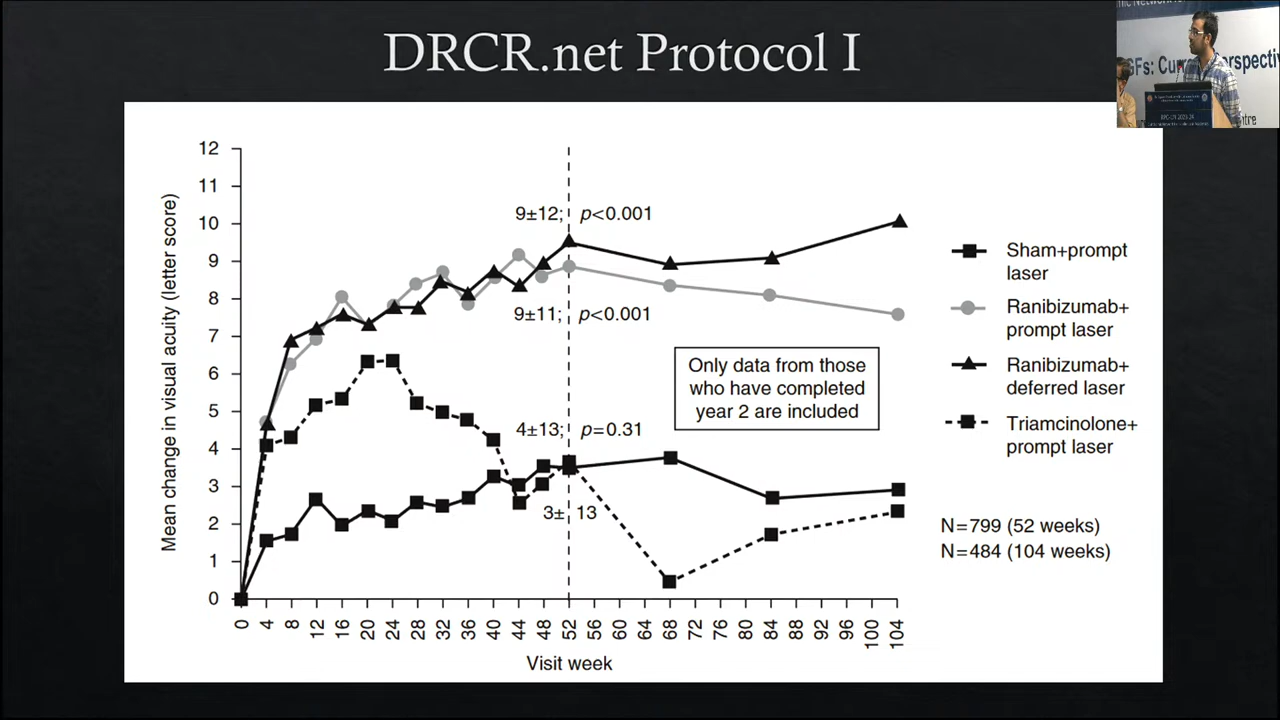 DRCR.net Protocol I
CFs: Cur
rspectiv
tre
12
11
10
9
8
7
6
5
4
3
2
1
0
Mean change in visual acuity (letter score)
9±12; p<0.001
9±11; p<0.001
4±13; p=0.31
3± 13
Only data from those
who have completed
year 2 are included
Sham+prompt
laser
Ranibizumab+
prompt laser
Ranibizumab+
deferred laser
Triamcinolone+
prompt laser
N=799 (52 weeks)
N=484 (104 weeks)
0 4 8 12 16 20 24 28 32 36 40 44 48 52 56 60 64 68 72 76 80 84 88 92 96 100 104
Visit week